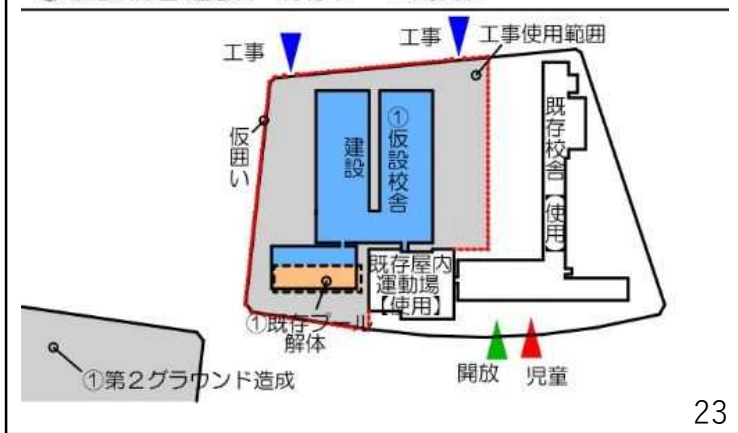 工事
工事
工事使用範囲
仮囲い
建設
①仮設校舎
既存校舎【使用】
既存屋内
運動場
【使用】
①既存プール
解体
①第2グラウンド造成
開放
児童
23